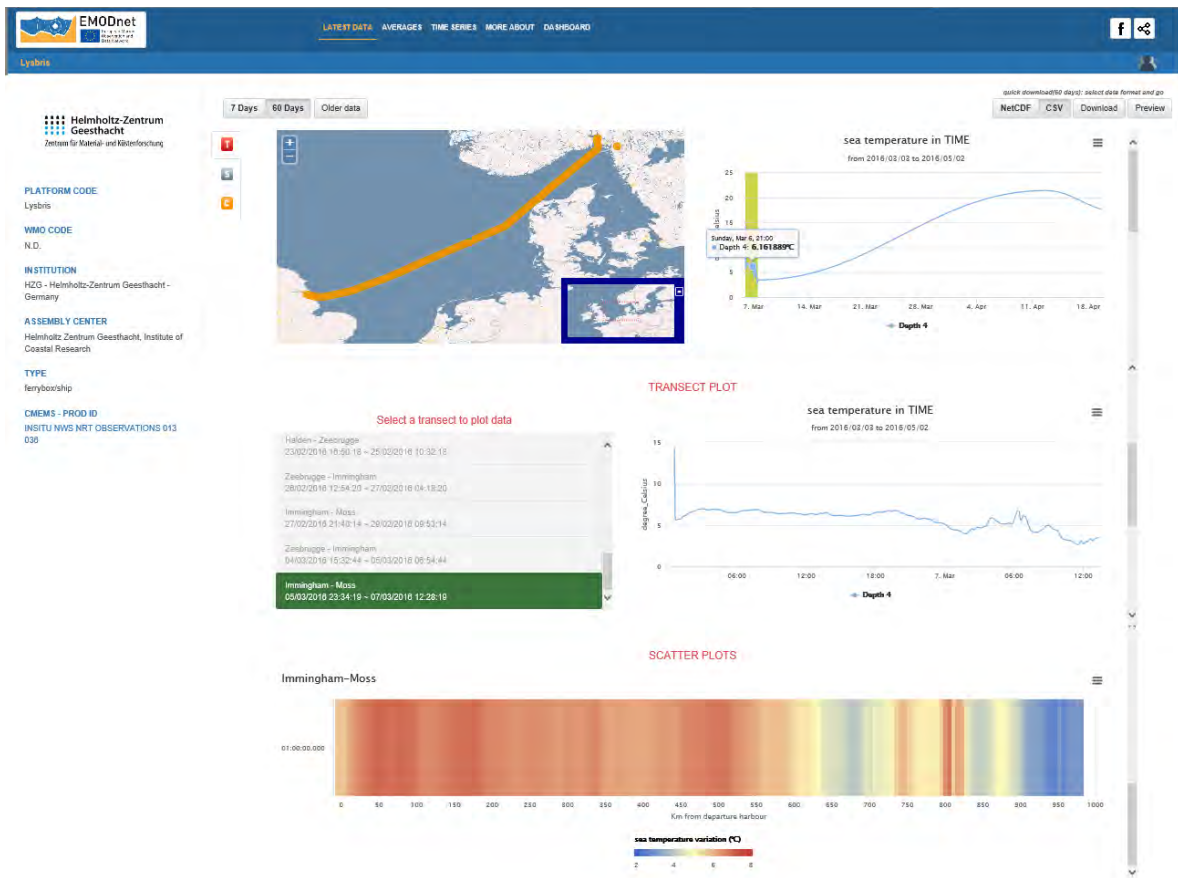 EMODnet
LATEST DATA AVERAGES TIME SERIES MORE ABOUT DASHBOARD
f
Lysbris
quick download(60 days): select data format and go
7 Days 60 Days Older data
NetCDF CSV Download Preview
Helmholtz-Zentrum
Geesthacht
Zentrum für Material- und Küstenforschung
T
S
C
+
−
PLATFORM CODE
Lysbris
WMO CODE
N.D.
INSTITUTION
HZG - Helmholtz-Zentrum Geesthacht -
Germany
ASSEMBLY CENTER
Helmholtz Zentrum Geesthacht, Institute of
Coastal Research
TYPE
ferrybox/ship
CMEMS - PROD ID
INSITU NWS NRT OBSERVATIONS 013
036
sea temperature in TIME
from 2016/03/03 to 2016/05/02
25
20
15
5
0
Sunday, Mar 6, 21:00
Depth 4: 6.161889°C
7. Mar 14. Mar 21. Mar 28. Mar 4. Apr 11. Apr 18. Apr
Depth 4
TRANSECT PLOT
Select a transect to plot data
Halden - Zeebrugge
23/02/2016 16:50:18 ~ 25/02/2016 10:32:18
Zeebrugge - Immingham
26/02/2016 12:54:20 ~ 27/02/2016 04:19:20
Immingham - Moss
27/02/2016 21:40:14 ~ 29/02/2016 09:53:14
Zeebrugge - Immingham
04/03/2016 15:32:44 ~ 05/03/2016 06:54:44
Immingham - Moss
05/03/2016 23:34:19 ~ 07/03/2016 12:28:19
sea temperature in TIME
from 2016/03/03 to 2016/05/02
degree_Celsius
15
10
5
0
06:00 12:00 18:00 7. Mar 06:00 12:00
Depth 4
SCATTER PLOTS
Immingham-Moss
01:00:00.000
0 50 100 150 200 250 300 350 400 450 500 550 600 650 700 750 800 850 900 950 1000
Km from departure harbour
sea temperature variation (°C)
2 4 6 8